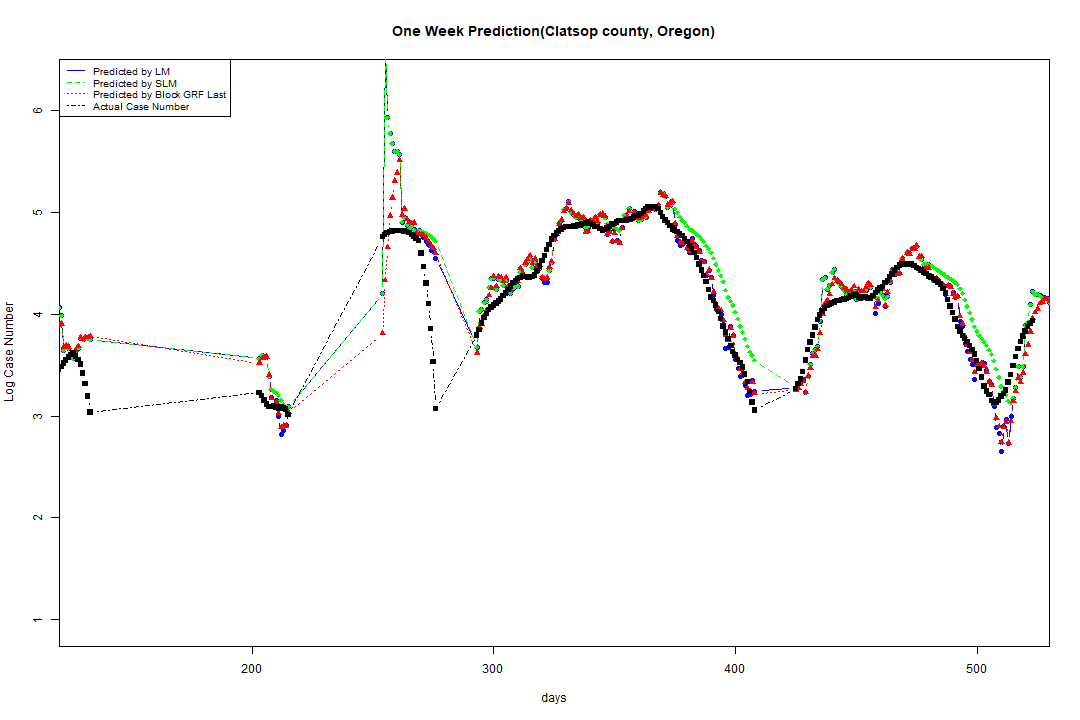 One Week Prediction(Clatsop county, Oregon)
Predicted by LM
Predicted by SLM
Predicted by Block GRF Last
Actual Case Number
Log Case Number
6
5
4
3
2
1
200 300 400 500
days